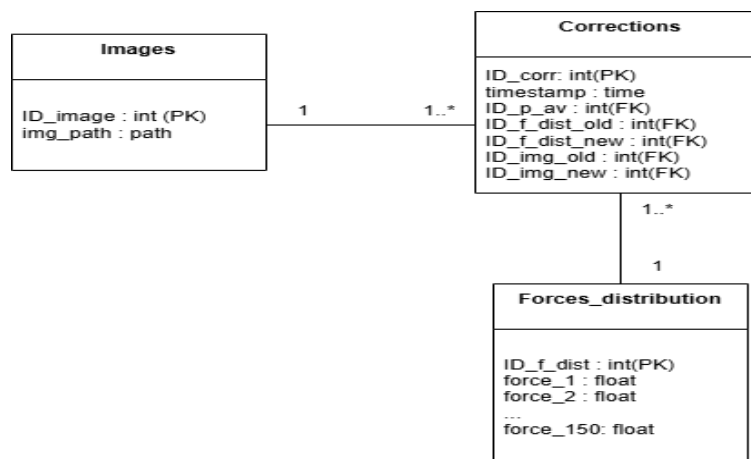 Images
ID_image : int (PK)
img_path : path
1
1..*
Corrections
ID_corr: int(PK)
timestamp : time
ID_p_av : int(FK)
ID_f_dist_old : int(FK)
ID_f_dist_new : int(FK)
ID_img_old : int(FK)
ID_img_new : int(FK)
1..*
1
Forces_distribution
ID_f_dist : int(PK)
force_1 : float
force_2 : float
...
force_150: float